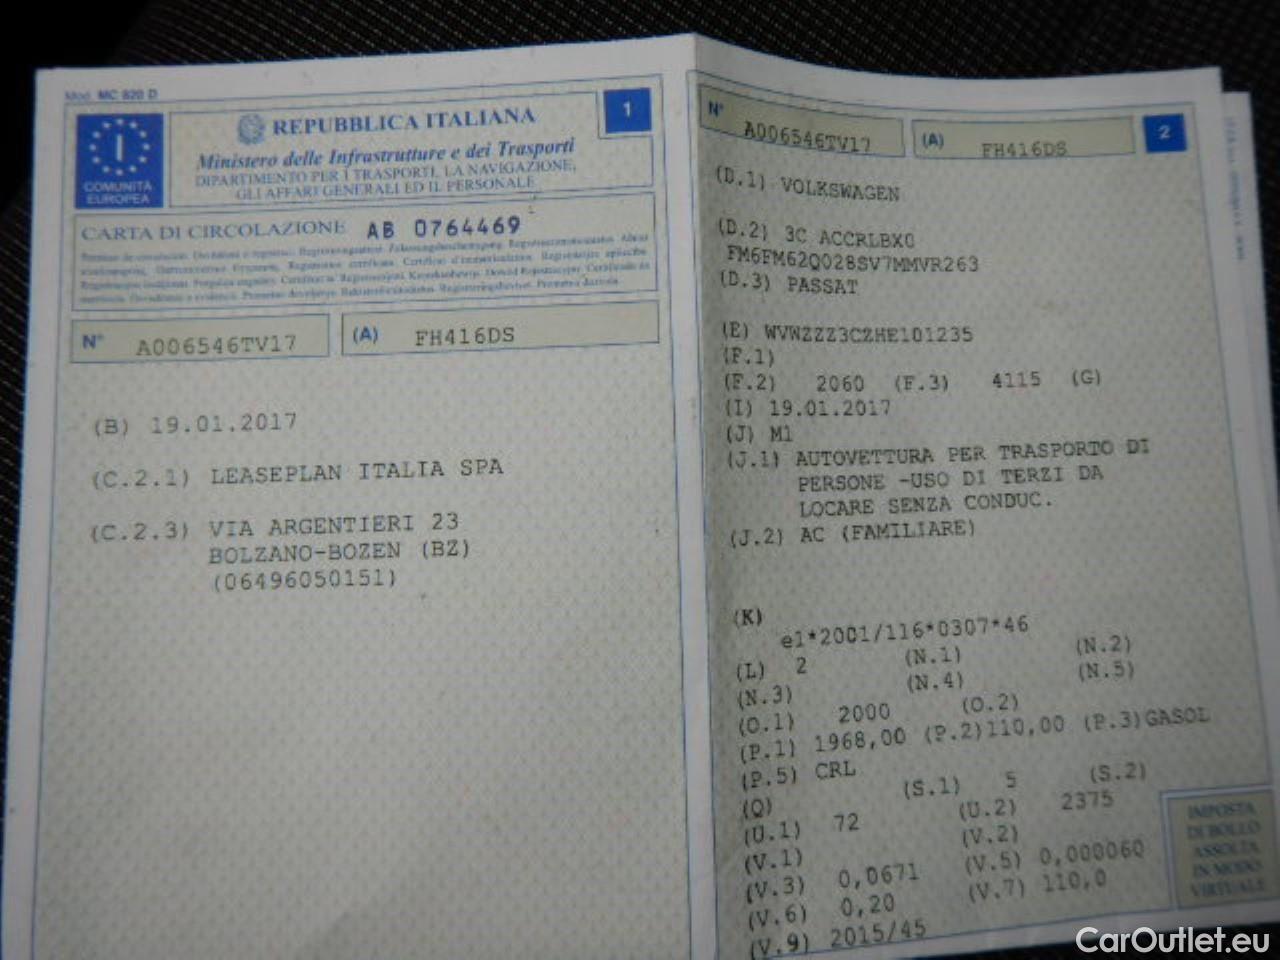 Mod. MC 820 D
I
COMUNITÀ
EUROPEA
REPUBBLICA ITALIANA
1
Ministero delle Infrastrutture e dei Trasporti
DIPARTIMENTO PER I TRASPORTI, LA NAVIGAZIONE,
GLI AFFARI GENERALI ED IL PERSONALE
CARTA DI CIRCOLAZIONE AB 0764469
N° A006546TV17 (A) FH416DS
(B) 19.01.2017
(C.2.1) LEASEPLAN ITALIA SPA
(C.2.3) VIA ARGENTIERI 23
BOLZANO-BOZEN (BZ)
(06496050151)
N° A006546TV17 (A) FH416DS 2
(D.1) VOLKSWAGEN
(D.2) 3C ACCRLBX0
FM6FM62Q028SV7MMVR263
(D.3) PASSAT
(E) WVWZZZ3CZHE101235
(F.1)
(F.2) 2060 (F.3) 4115 (G)
(I) 19.01.2017
(J) M1
(J.1) AUTOVETTURA PER TRASPORTO DI
PERSONE -USO DI TERZI DA
LOCARE SENZA CONDUC.
(J.2) AC (FAMILIARE)
(K)
e1*2001/116*0307*46
(L) 2 (N.1) (N.2)
(N.3) (N.4) (N.5)
(O.1) 2000 (O.2)
(P.1) 1968,00 (P.2)110,00 (P.3)GASOL
(P.5) CRL
(Q) (S.1) 5 (S.2)
(U.1) 72 (U.2) 2375
(V.1) (V.2)
(V.3) 0,0671 (V.5) 0,000060
(V.6) 0,20 (V.7) 110,0
(V.9) 2015/45
IMPOSTA
DI BOLLO
ASSOLTA
IN MODO
VIRTUALE
CarOutlet.eu